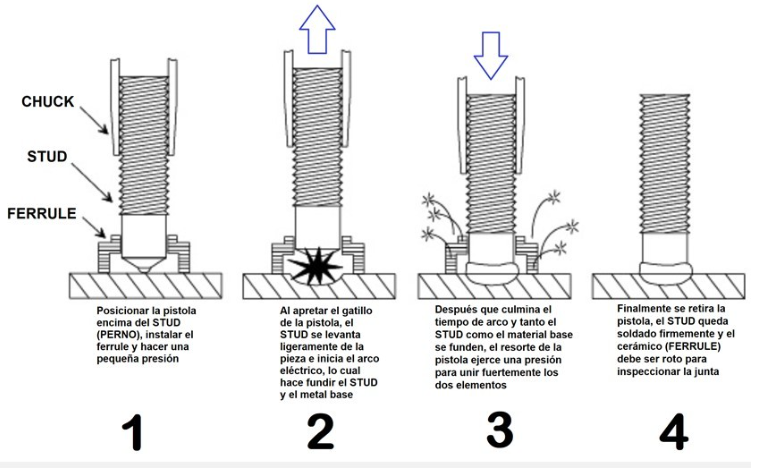 CHUCK
STUD
FERRULE
Posicionar la pistola
encima del STUD
(PERNO), instalar el
ferrule y hacer una
pequeña presión
Al apretar el gatillo
de la pistola, el
STUD se levanta
ligeramente de la
pieza e inicia el arco
eléctrico, lo cual
hace fundir el STUD
y el metal base
Después que culmina el
tiempo de arco y tanto el
STUD como el material base
se funden, el resorte de la
pistola ejerce una presión
para unir fuertemente los
dos elementos
Finalmente se retira la
pistola, el STUD queda
soldado firmemente y el
cerámico (FERRULE)
debe ser roto para
inspeccionar la junta
1
2
3
4